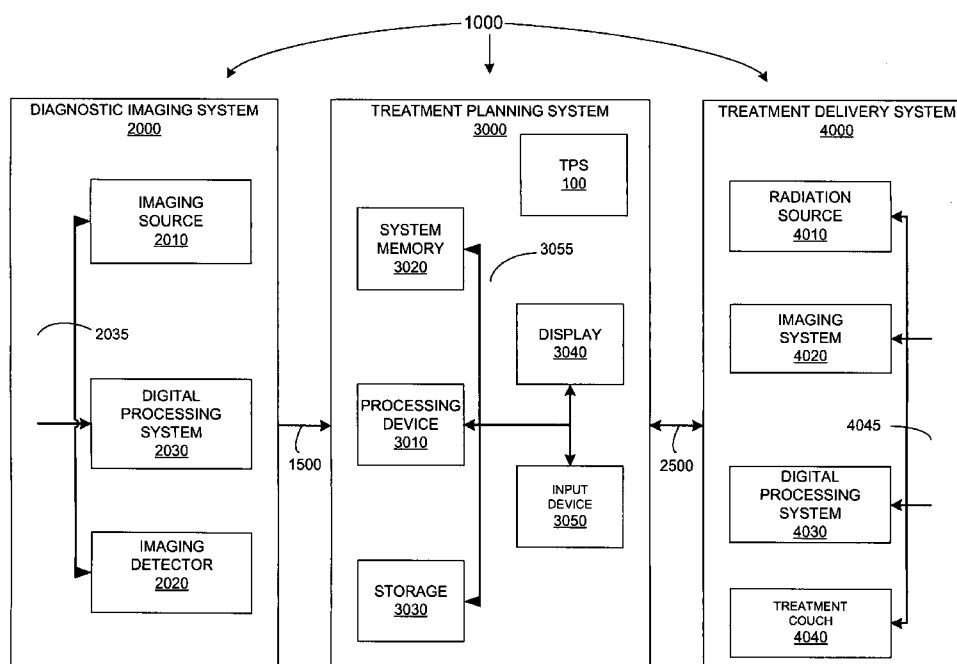 1000
DIAGNOSTIC IMAGING SYSTEM
2000
IMAGING
SOURCE
2010
2035
DIGITAL
PROCESSING
SYSTEM
2030
IMAGING
DETECTOR
2020
1500
TREATMENT PLANNING SYSTEM
3000
TPS
100
SYSTEM
MEMORY
3020
3055
DISPLAY
3040
PROCESSING
DEVICE
3010
INPUT
DEVICE
3050
STORAGE
3030
2500
TREATMENT DELIVERY SYSTEM
4000
RADIATION
SOURCE
4010
IMAGING
SYSTEM
4020
4045
DIGITAL
PROCESSING
SYSTEM
4030
TREATMENT
COUCH
4040